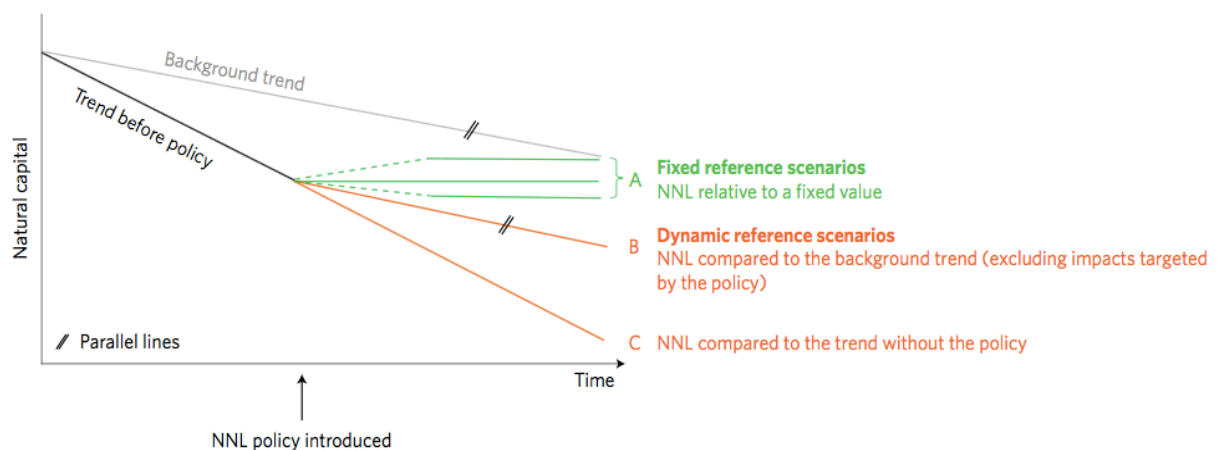 Background trend
Trend before policy
Natural capital
A
Fixed reference scenarios
NNL relative to a fixed value
B
Dynamic reference scenarios
NNL compared to the background trend (excluding impacts targeted
by the policy)
C
NNL compared to the trend without the policy
// Parallel lines
Time
NNL policy introduced